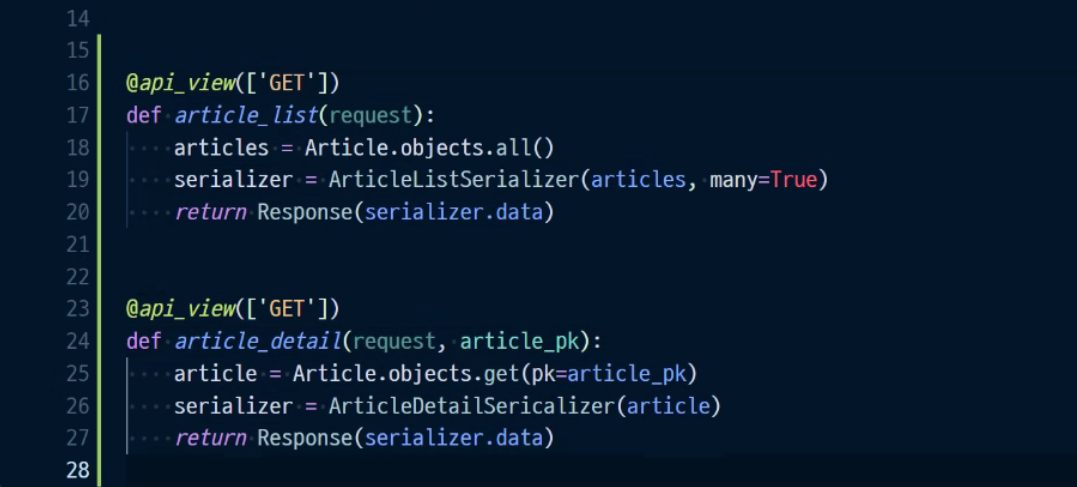 14
15
16 @api_view(['GET'])
17 def article_list(request):
18     articles = Article.objects.all()
19     serializer = ArticleListSerializer(articles, many=True)
20     return Response(serializer.data)
21
22
23 @api_view(['GET'])
24 def article_detail(request, article_pk):
25     article = Article.objects.get(pk=article_pk)
26     serializer = ArticleDetailSericalizer(article)
27     return Response(serializer.data)
28